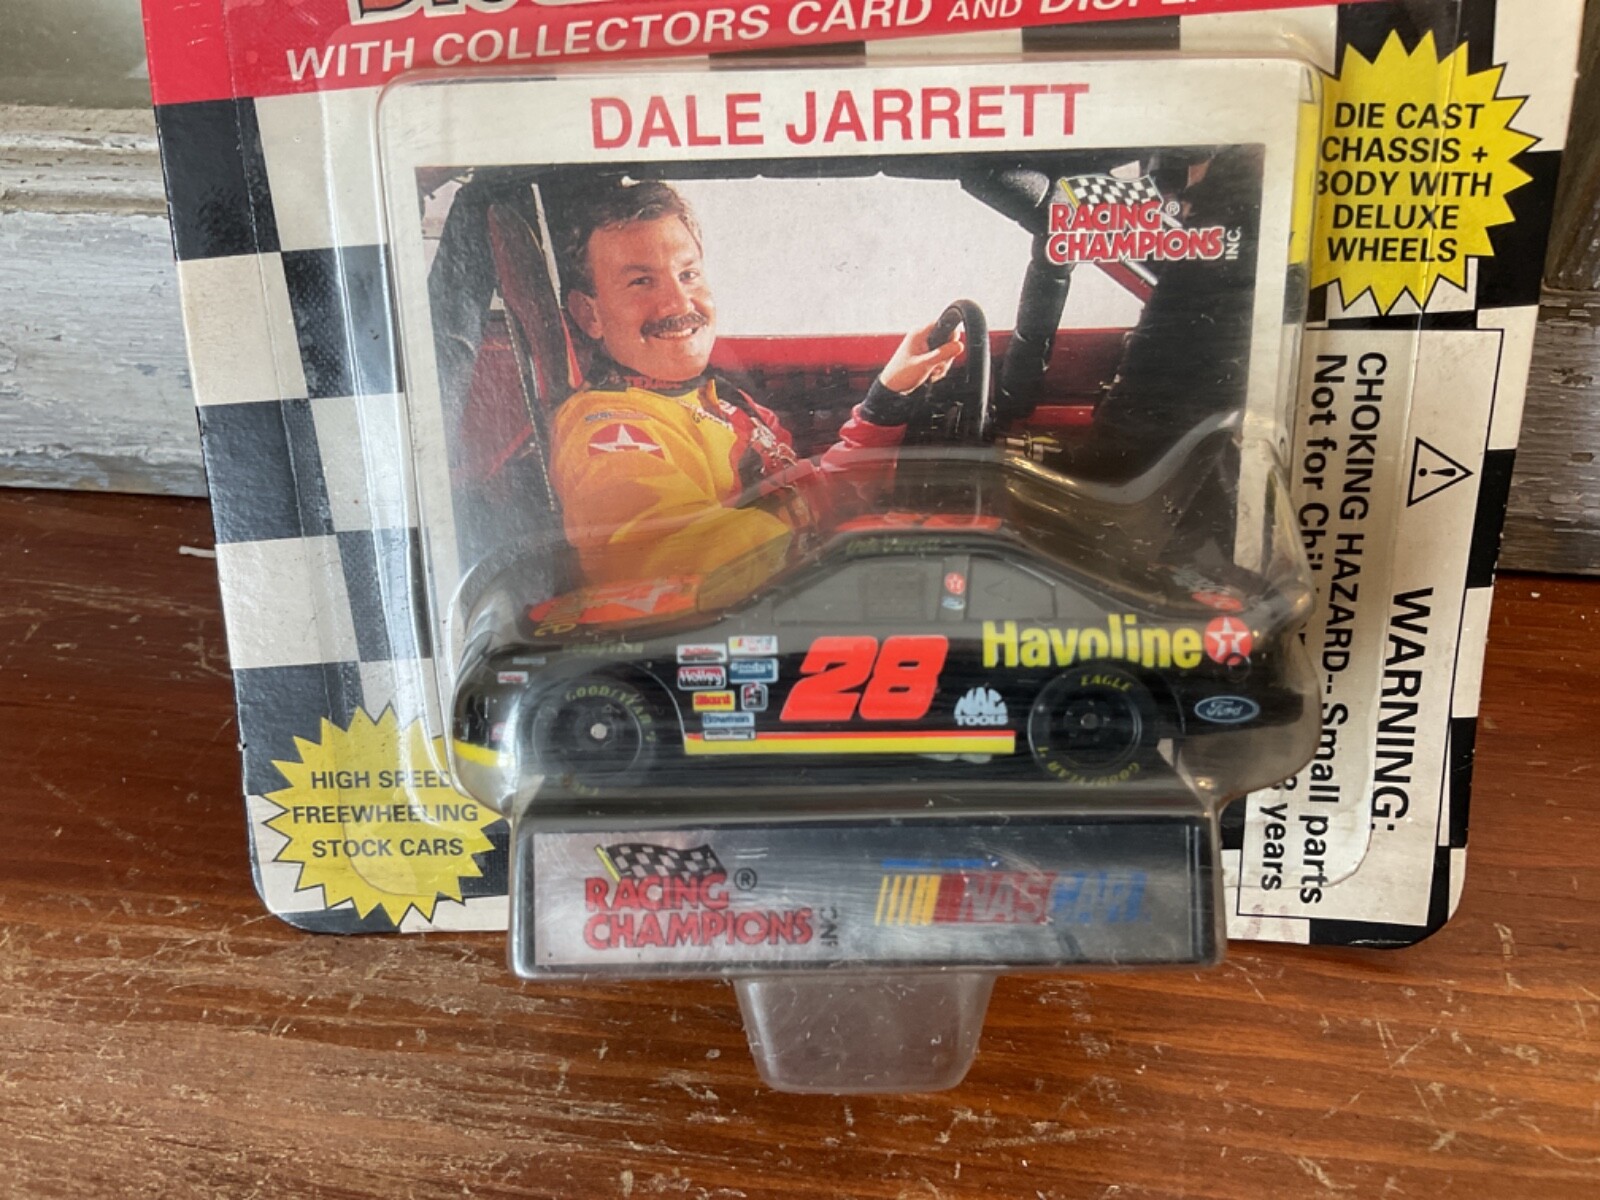 WITH COLLECTORS CARD AND
DALE JARRETT
RACING®
CHAMPIONS INC.
DIE CAST
CHASSIS +
BODY WITH
DELUXE
WHEELS
WARNING:
CHOKING HAZARD-- Small parts
Not for years
Havoline
28
MAC
TOOLS
Ford
EAGLE
GOODYEAR
GOODYEAR
HIGH SPEED
FREEWHEELING
STOCK CARS
RACING®
CHAMPIONS INC.
NASCAR